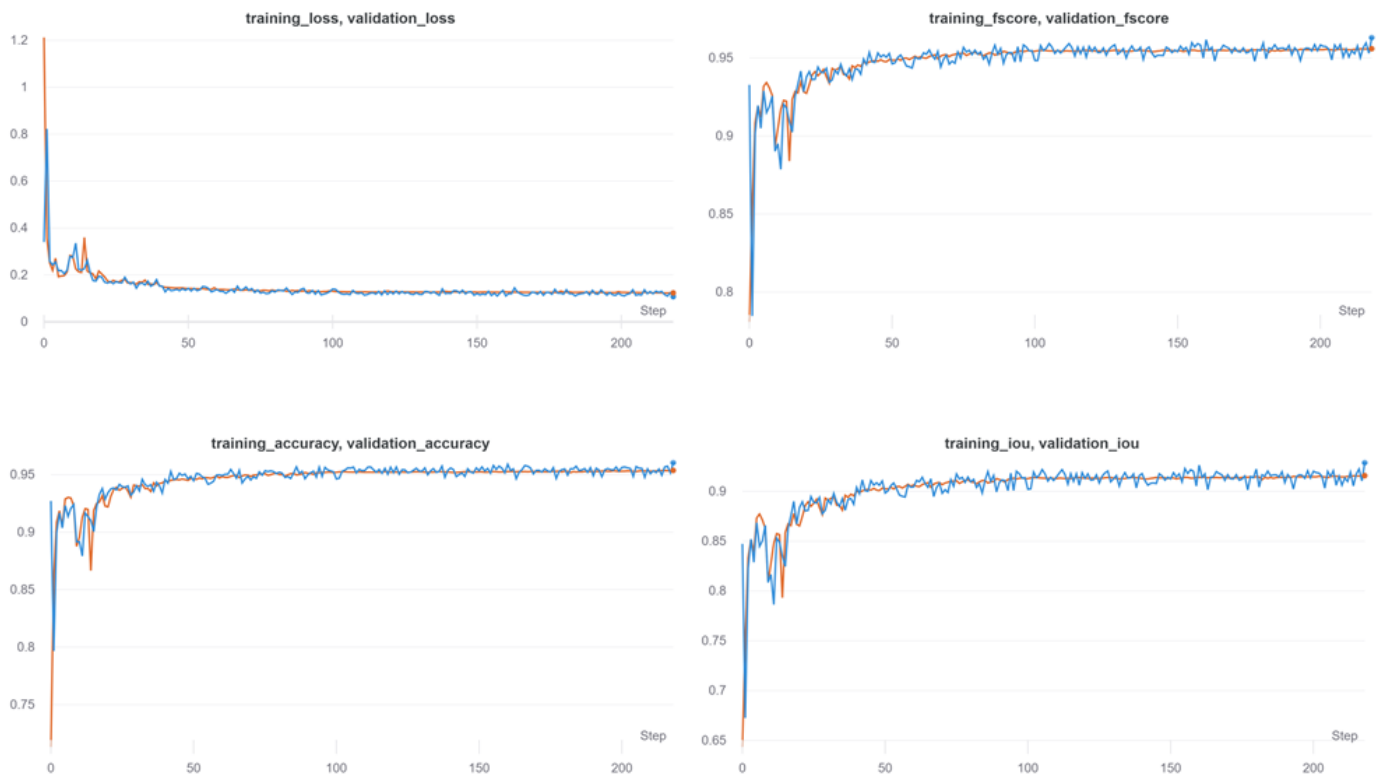 training_loss, validation_loss
1.2
1
0.8
0.6
0.4
0.2
0
Step
0 50 100 150 200
training_fscore, validation_fscore
0.95
0.9
0.85
0.8
Step
0 50 100 150 200
training_accuracy, validation_accuracy
0.95
0.9
0.85
0.8
0.75
Step
0 50 100 150 200
training_iou, validation_iou
0.9
0.85
0.8
0.75
0.7
0.65
Step
0 50 100 150 200